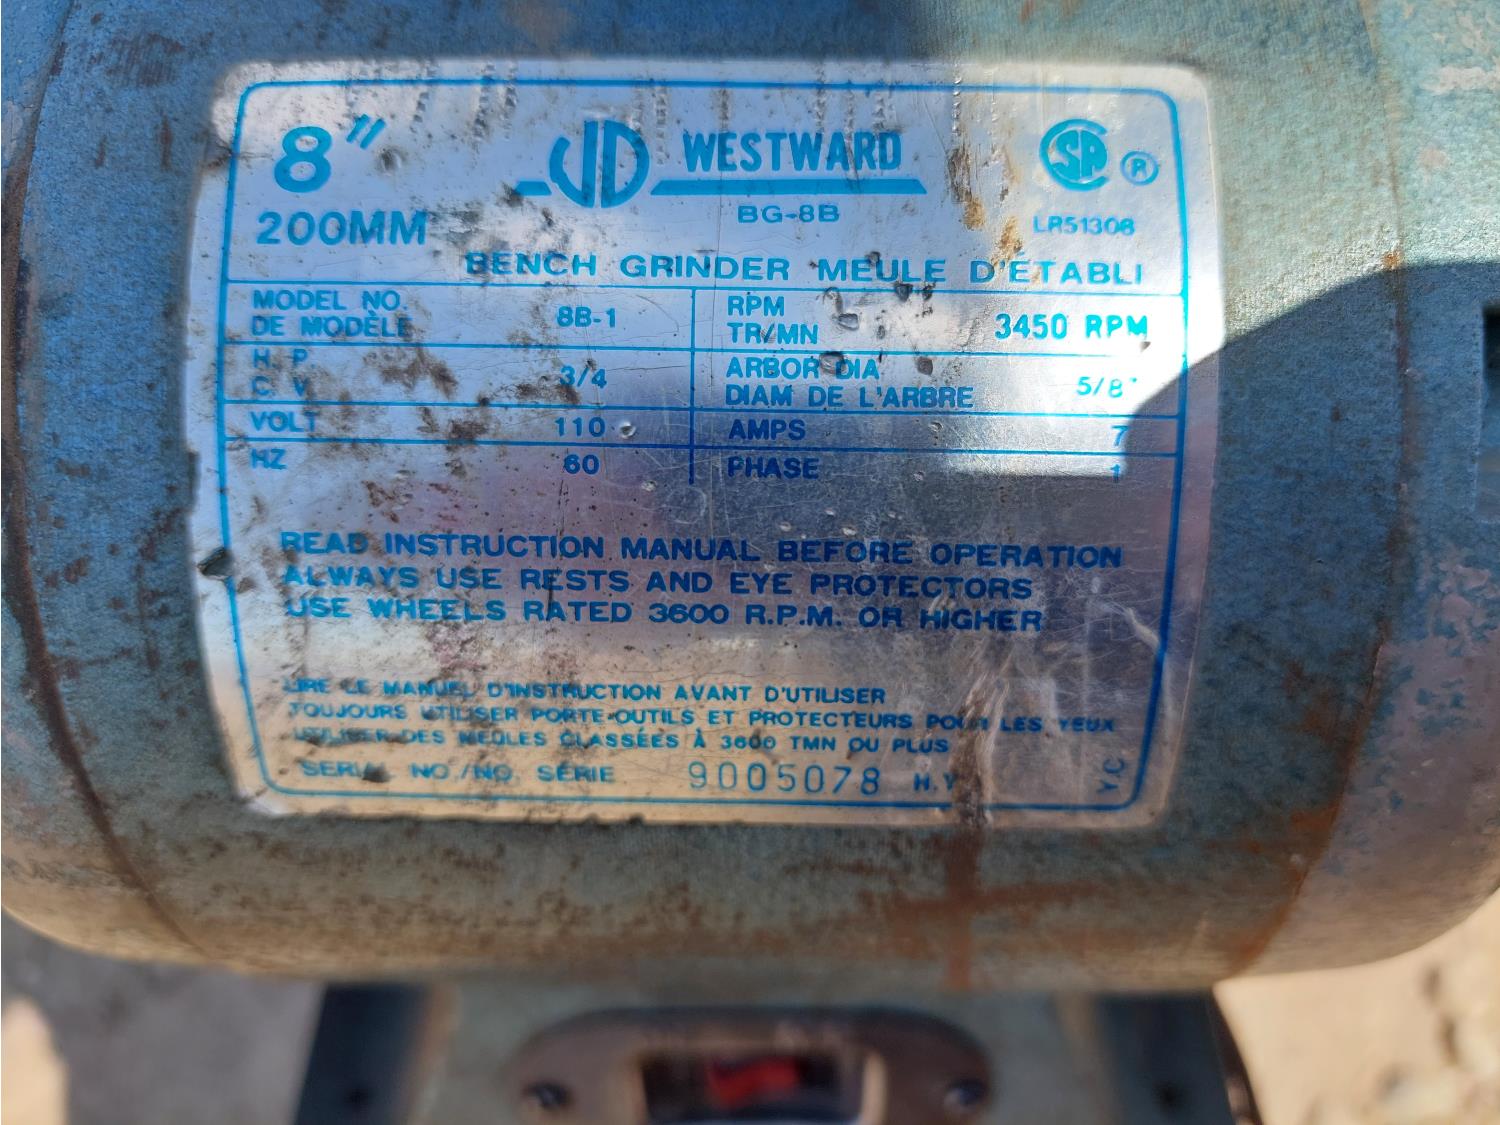 8"
200MM
WESTWARD
BG-8B
SP ®
LR51308
BENCH GRINDER MEULE D'ÉTABLI
MODEL NO.
DE MODÈLE
8B-1
RPM
TR/MN
3450 RPM
H. P.
C. V.
3/4
ARBOR DIA
DIAM DE L'ARBRE
5/8"
VOLT 110
AMPS 7
HZ 60
PHASE 1
READ INSTRUCTION MANUAL BEFORE OPERATION
ALWAYS USE RESTS AND EYE PROTECTORS
USE WHEELS RATED 3600 R.P.M. OR HIGHER
LIRE LE MANUEL D'INSTRUCTION AVANT D'UTILISER
TOUJOURS UTILISER PORTE-OUTILS ET PROTECTEURS POUR LES YEUX
UTILISER DES MEULES CLASSÉES À 3600 TMN OU PLUS
SERIAL NO./NO. SÉRIE 9005078 H.Y
Y.C